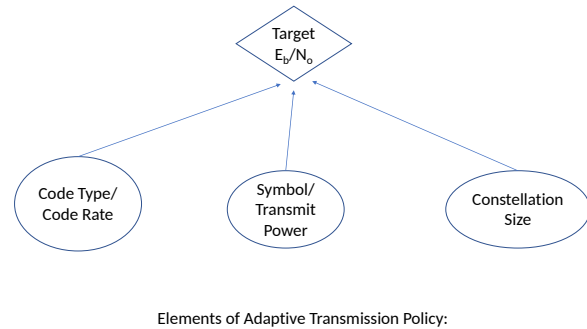 Target
Eb/No
Code Type/
Code Rate
Symbol/
Transmit
Power
Constellation
Size
Elements of Adaptive Transmission Policy: